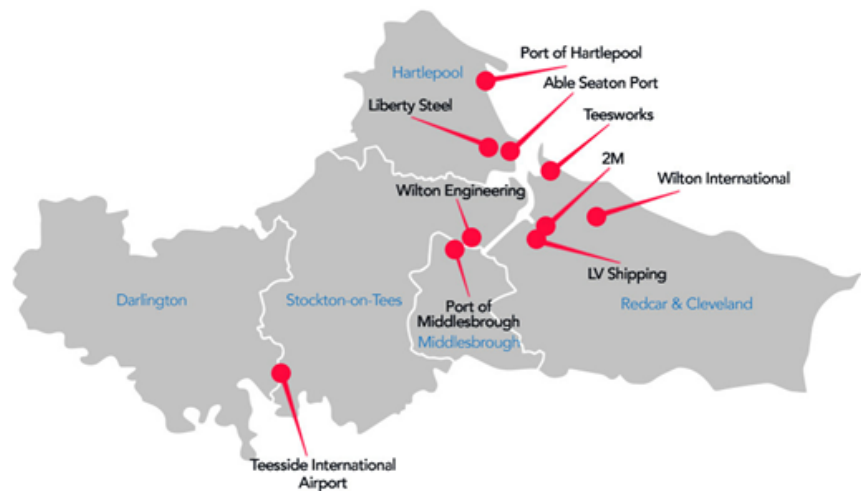 Port of Hartlepool
Hartlepool
Able Seaton Port
Liberty Steel
Teesworks
2M
Wilton International
Wilton Engineering
LV Shipping
Darlington
Stockton-on-Tees
Port of
Middlesbrough
Redcar & Cleveland
Middlesbrough
Teesside International
Airport